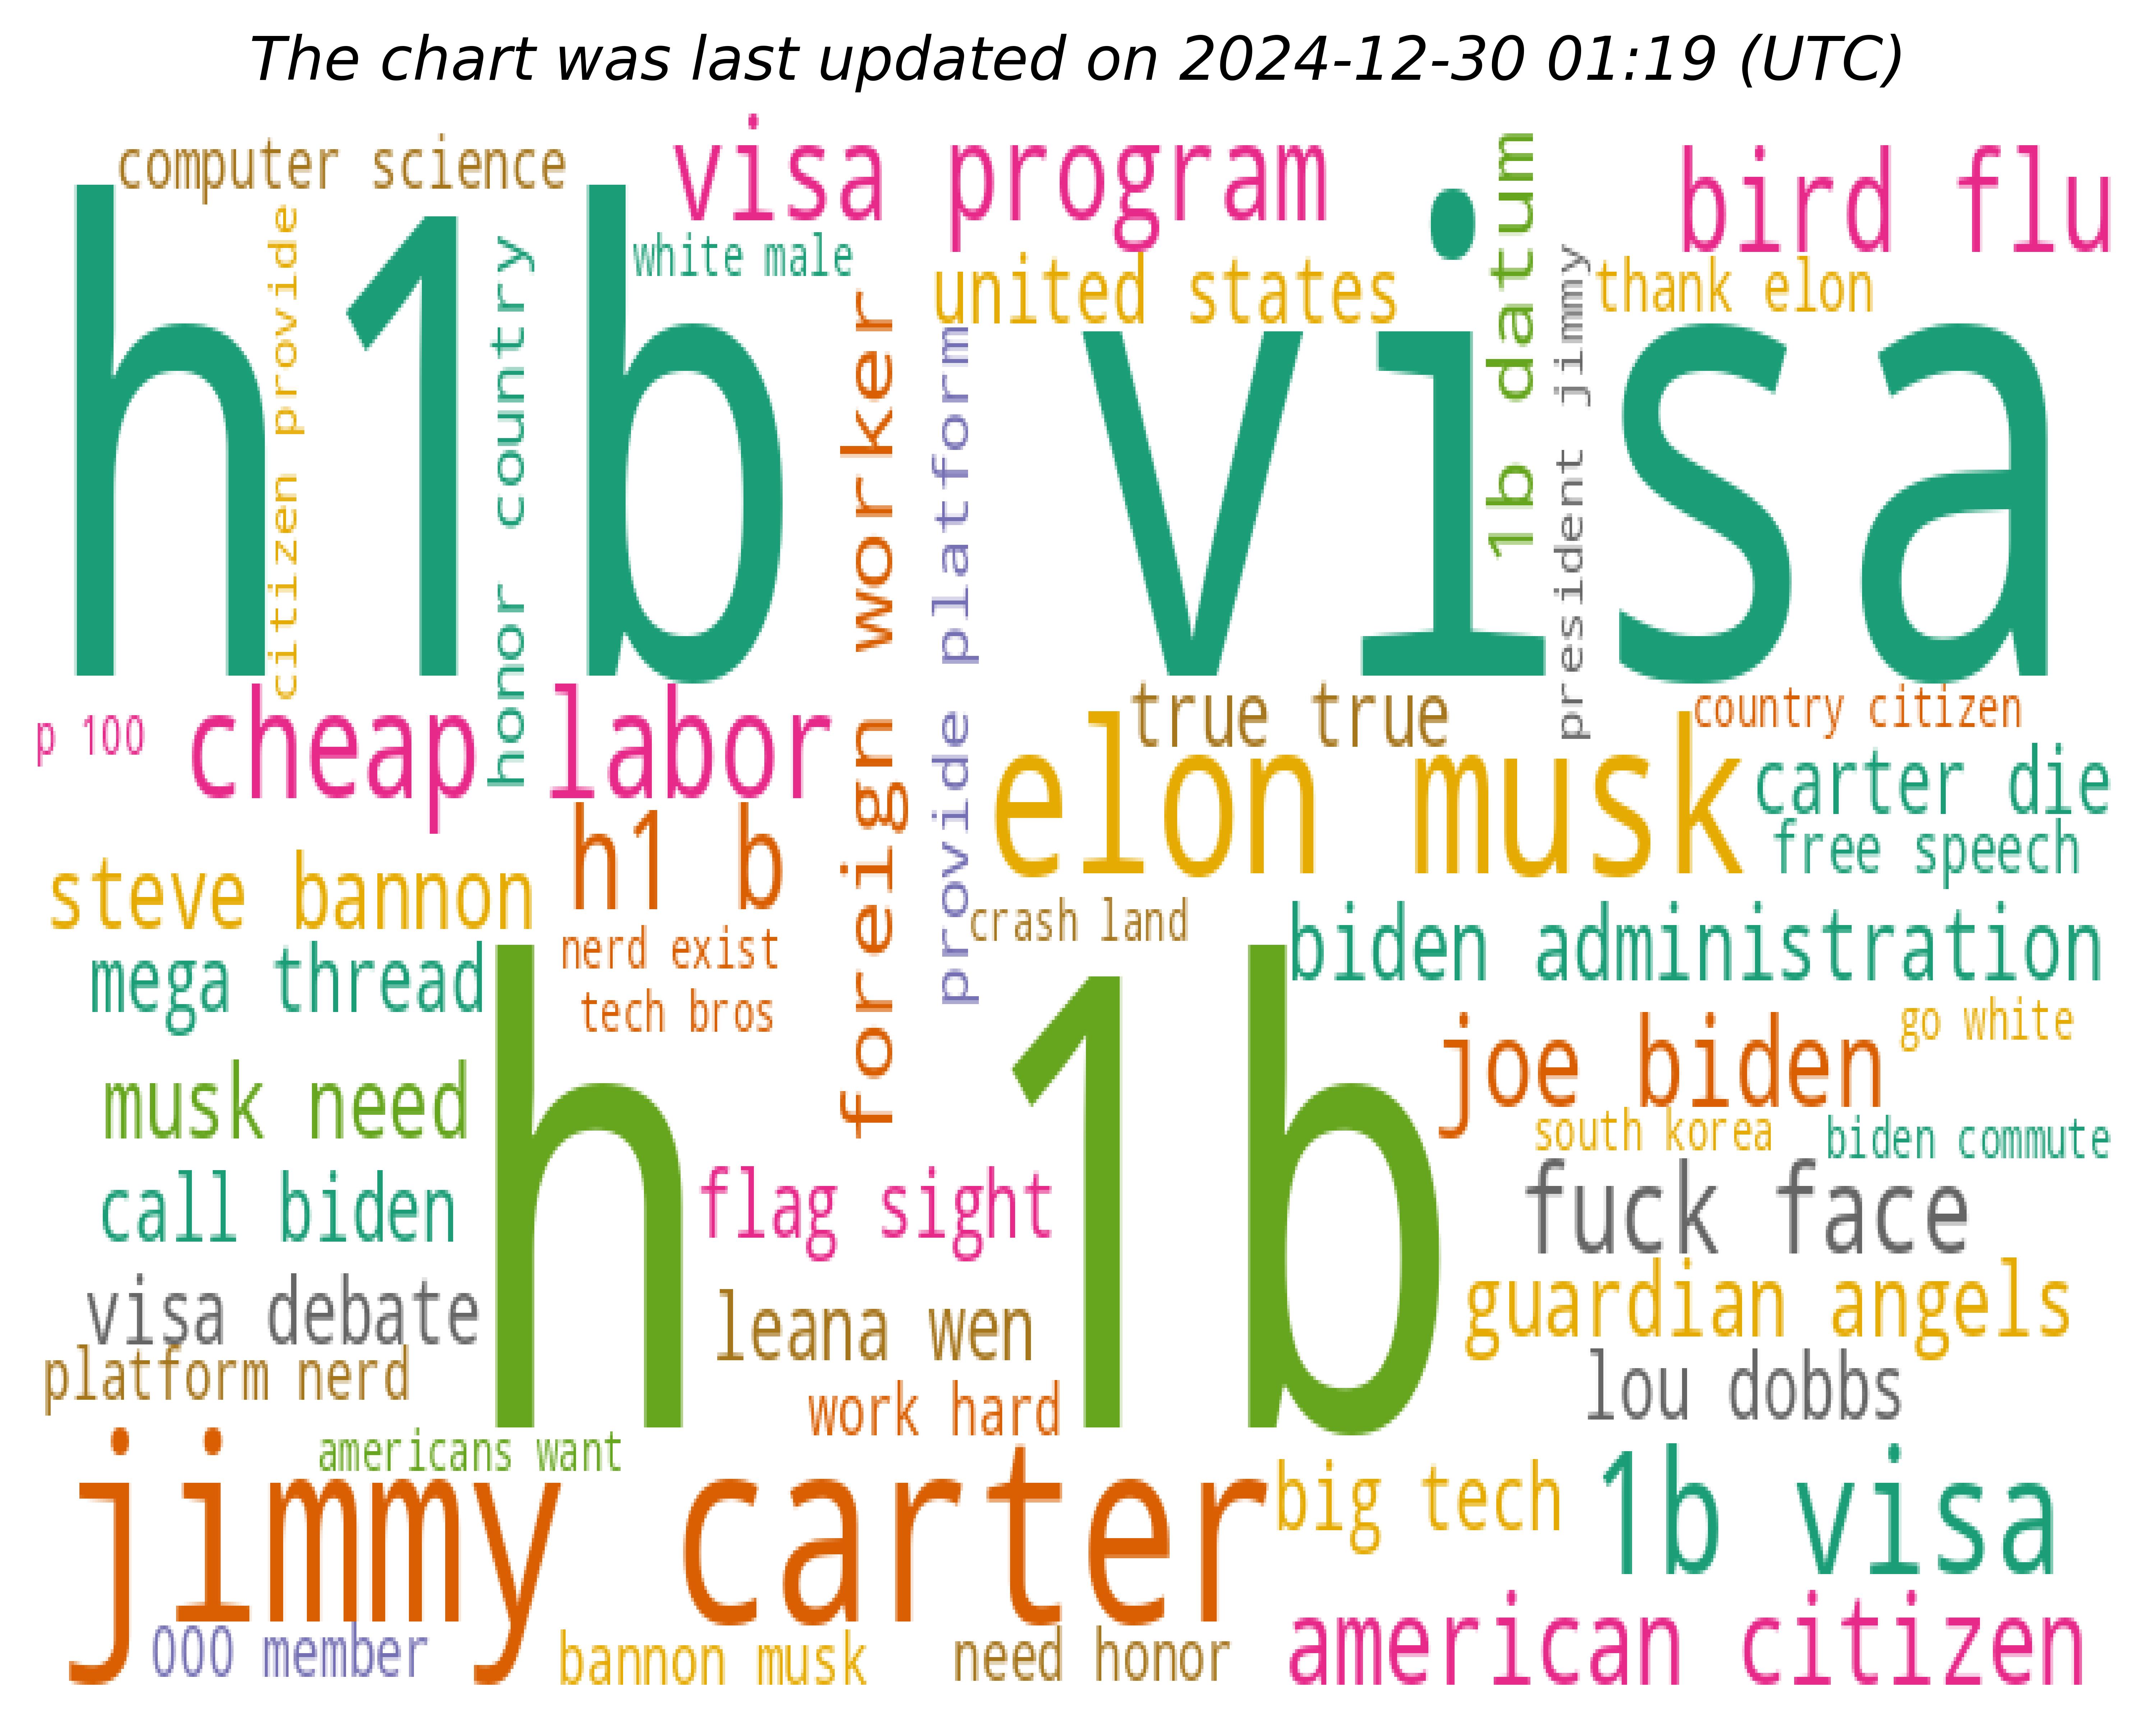 The chart was last updated on 2024-12-30 01:19 (UTC)
computer science
visa program
bird flu
h1b visa
citizen provide
honor country
white male
foreign worker
provide platform
united states
1b datum
president jimmy
thank elon
p 100
cheap labor
true true
country citizen
elon musk
carter die
free speech
h1 b
steve bannon
nerd exist
crash land
biden administration
mega thread
tech bros
h 1b
joe biden
go white
musk need
south korea
biden commute
call biden
flag sight
fuck face
visa debate
leana wen
guardian angels
platform nerd
work hard
lou dobbs
americans want
jimmy carter
big tech
1b visa
000 member
bannon musk
need honor
american citizen